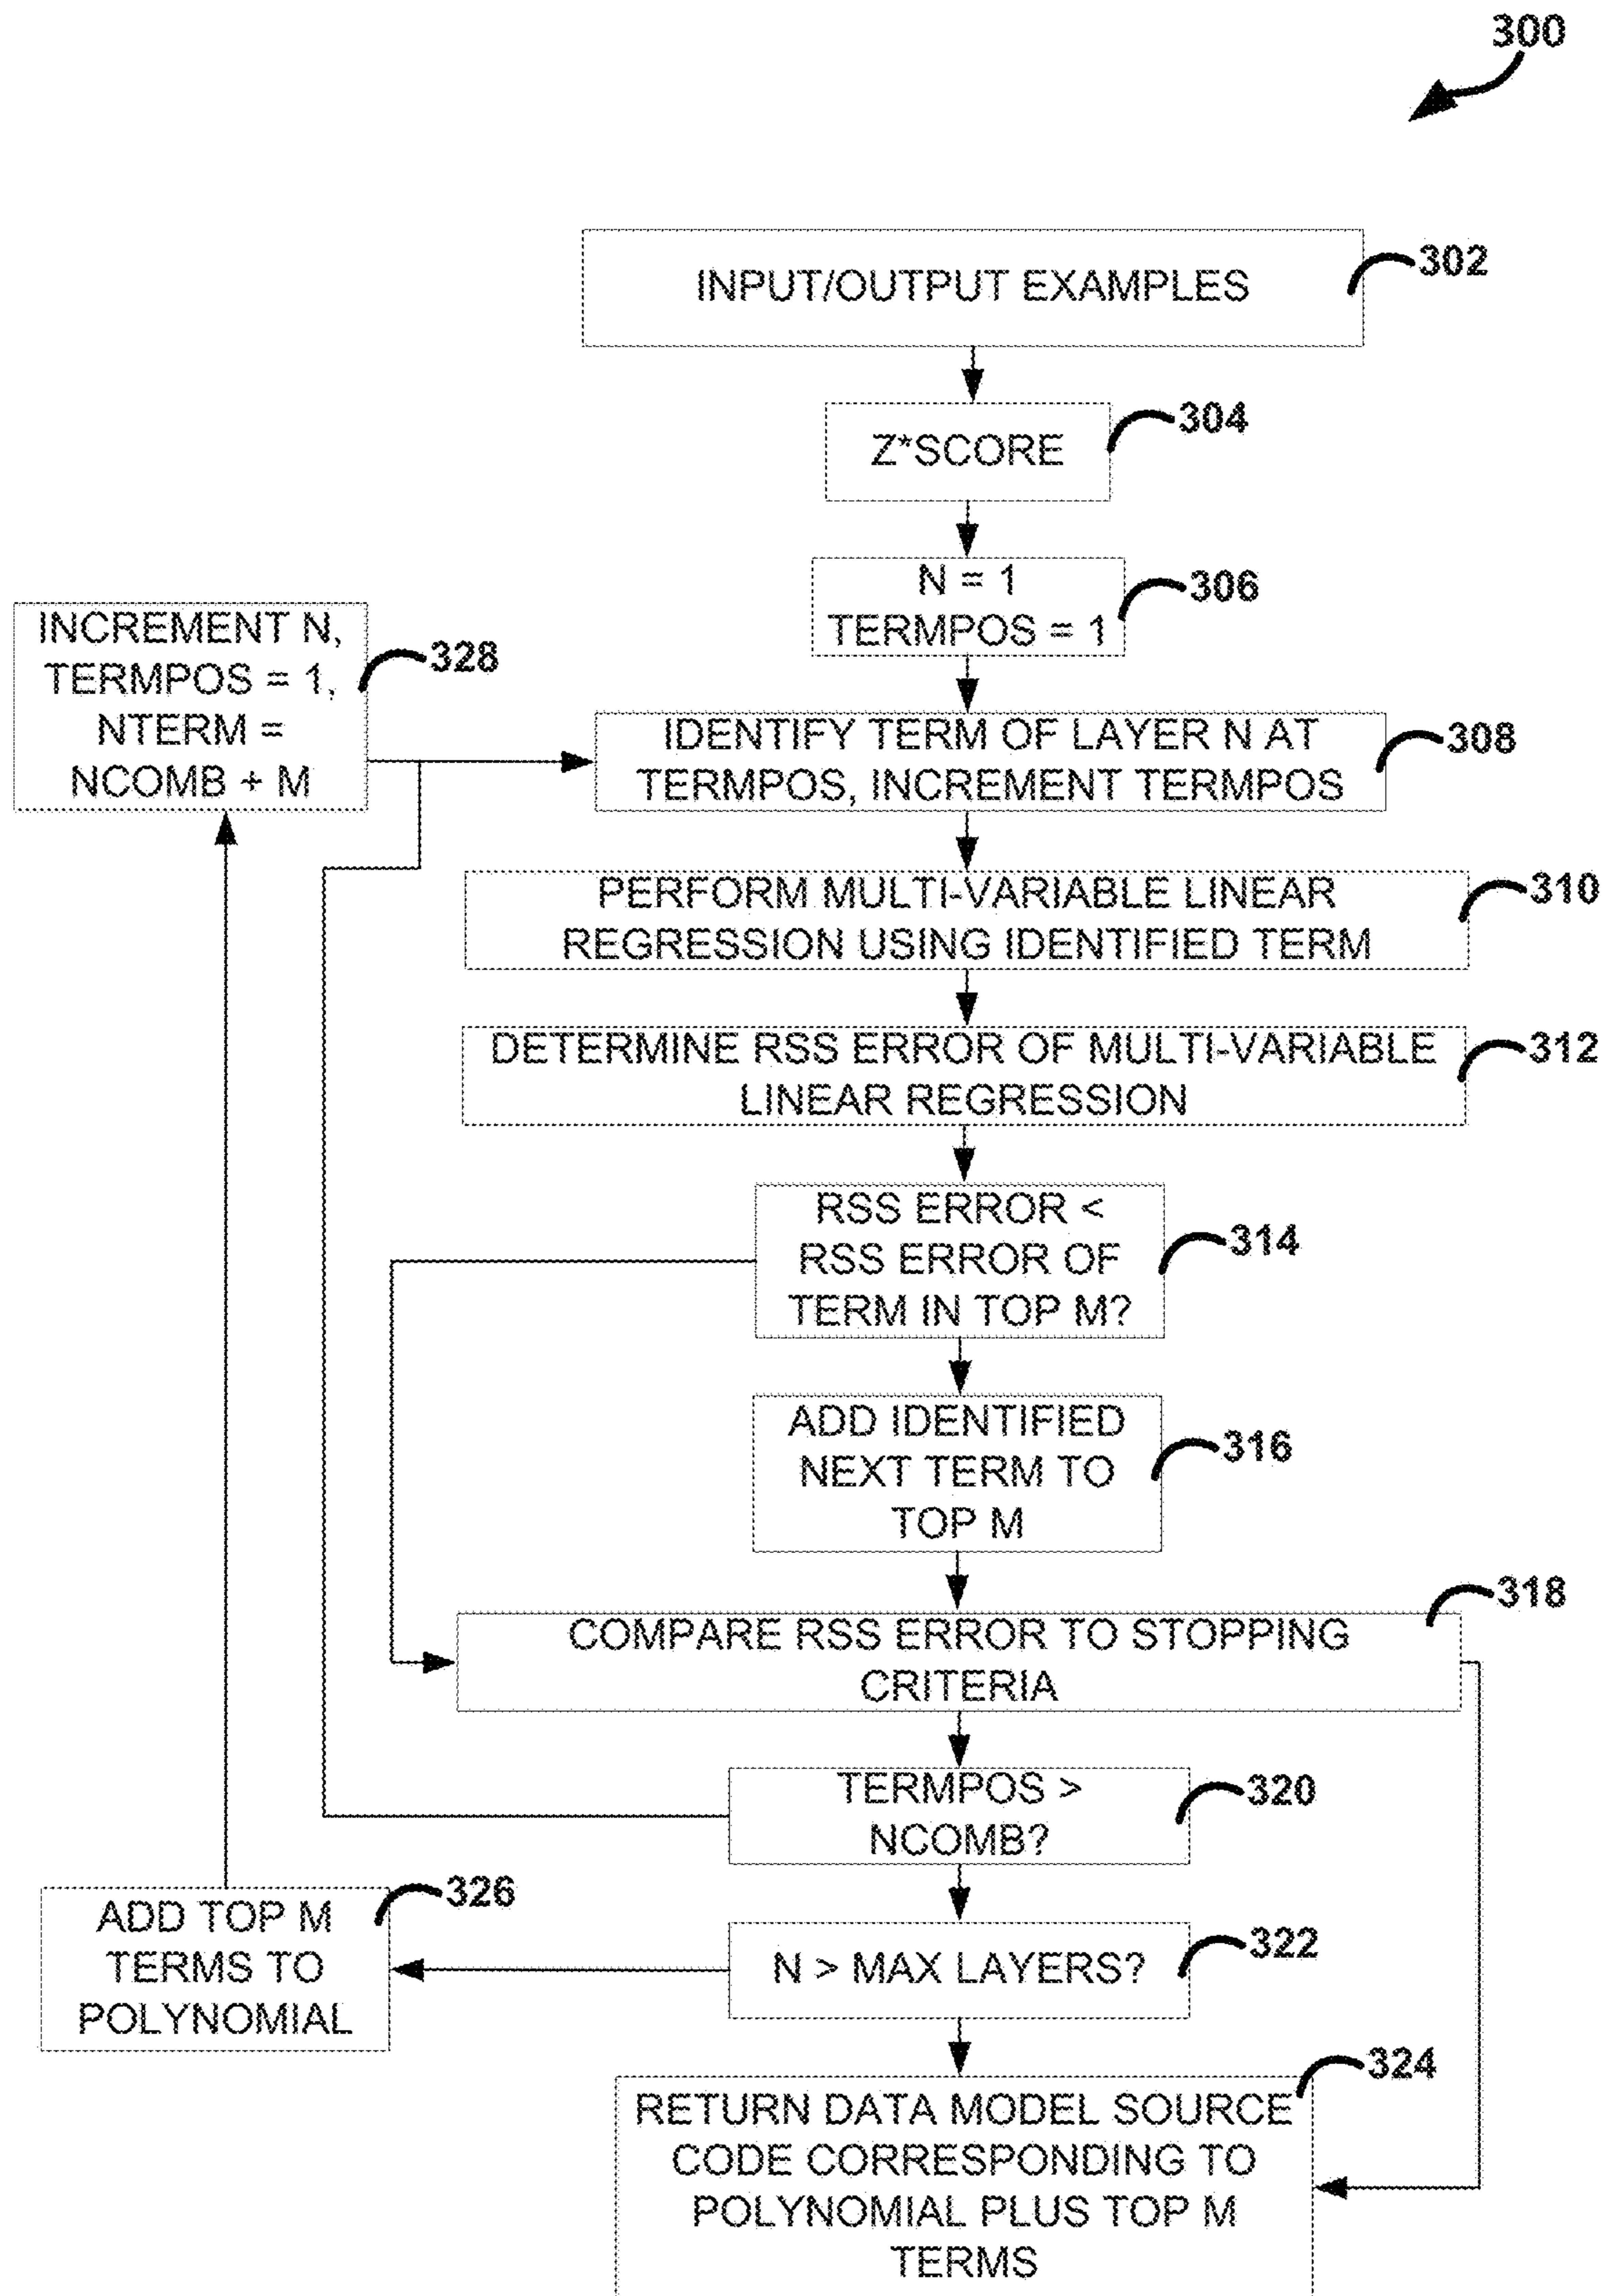 300
INPUT/OUTPUT EXAMPLES
302
Z*SCORE
304
N = 1
TERMPOS = 1
306
INCREMENT N,
TERMPOS = 1,
NTERM =
NCOMB + M
328
IDENTIFY TERM OF LAYER N AT
TERMPOS, INCREMENT TERMPOS
308
PERFORM MULTI-VARIABLE LINEAR
REGRESSION USING IDENTIFIED TERM
310
DETERMINE RSS ERROR OF MULTI-VARIABLE
LINEAR REGRESSION
312
RSS ERROR <
RSS ERROR OF
TERM IN TOP M?
314
ADD IDENTIFIED
NEXT TERM TO
TOP M
316
COMPARE RSS ERROR TO STOPPING
CRITERIA
318
TERMPOS >
NCOMB?
320
ADD TOP M
TERMS TO
POLYNOMIAL
326
N > MAX LAYERS?
322
RETURN DATA MODEL SOURCE
CODE CORRESPONDING TO
POLYNOMIAL PLUS TOP M
TERMS
324